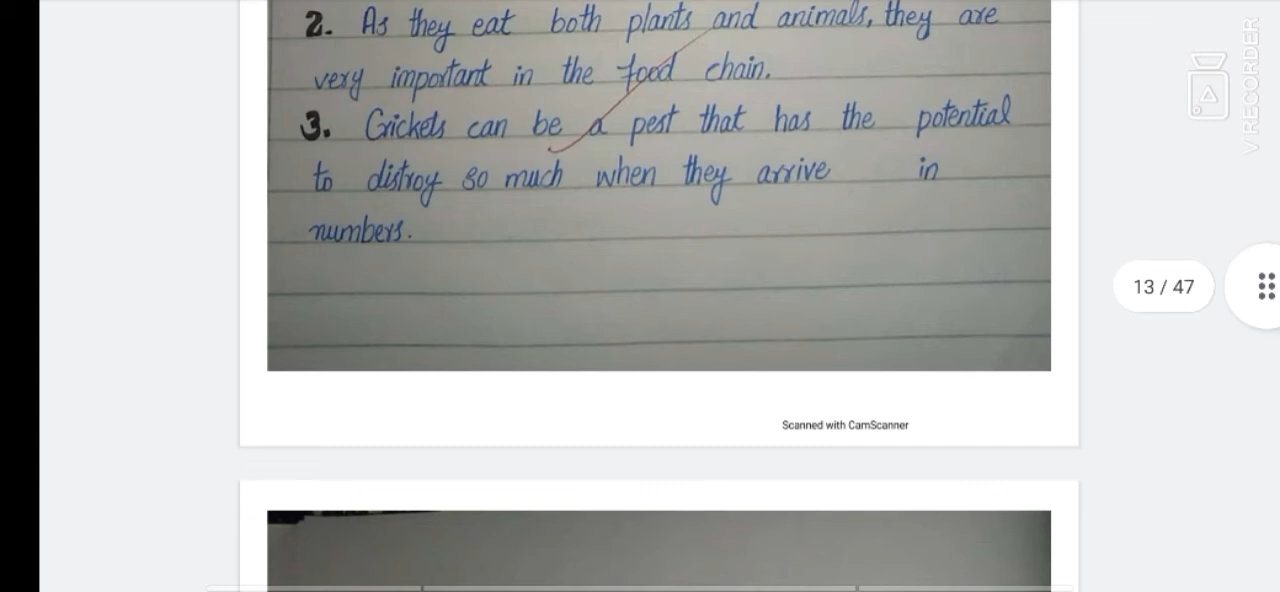 2. As they eat both plants and animals, they are
very important in the food chain.
3. Crickets can be a pest that has the potential
to distroy so much when they arrive in
numbers.
13 / 47
V RECORDER
Scanned with CamScanner